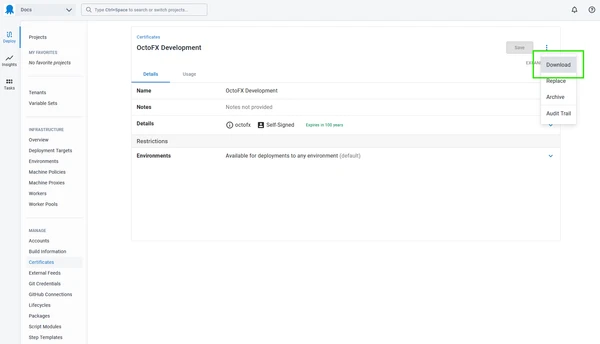 Docs
Type Ctrl+Space to search or switch projects...
Deploy
Insights
Tasks
Projects
MY FAVORITES
No favorite projects
Tenants
Variable Sets
INFRASTRUCTURE
Overview
Deployment Targets
Environments
Machine Policies
Machine Proxies
Workers
Worker Pools
MANAGE
Accounts
Build Information
Certificates
External Feeds
Git Credentials
GitHub Connections
Lifecycles
Packages
Script Modules
Step Templates
Certificates
OctoFX Development
Save
Download
Replace
Archive
Audit Trail
Details Usage
Name OctoFX Development
Notes Notes not provided
Details octofx Self-Signed Expires in 100 years
Restrictions
Environments Available for deployments to any environment (default)